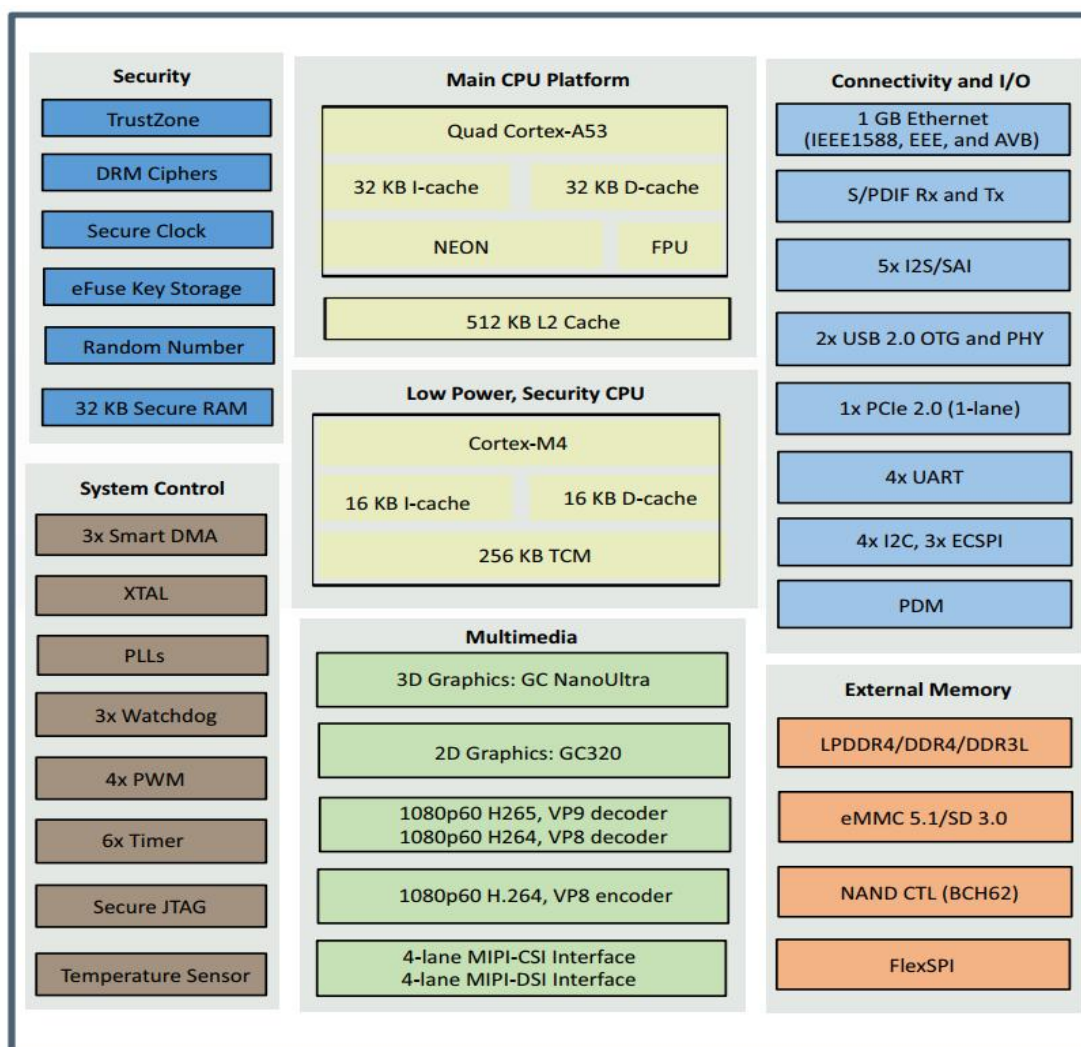 Security
TrustZone
DRM Ciphers
Secure Clock
eFuse Key Storage
Random Number
32 KB Secure RAM
System Control
3x Smart DMA
XTAL
PLLs
3x Watchdog
4x PWM
6x Timer
Secure JTAG
Temperature Sensor
Main CPU Platform
Quad Cortex-A53
32 KB I-cache
32 KB D-cache
NEON
FPU
512 KB L2 Cache
Low Power, Security CPU
Cortex-M4
16 KB I-cache
16 KB D-cache
256 KB TCM
Multimedia
3D Graphics: GC NanoUltra
2D Graphics: GC320
1080p60 H265, VP9 decoder
1080p60 H264, VP8 decoder
1080p60 H.264, VP8 encoder
4-lane MIPI-CSI Interface
4-lane MIPI-DSI Interface
Connectivity and I/O
1 GB Ethernet
(IEEE1588, EEE, and AVB)
S/PDIF Rx and Tx
5x I2S/SAI
2x USB 2.0 OTG and PHY
1x PCIe 2.0 (1-lane)
4x UART
4x I2C, 3x ECSPI
PDM
External Memory
LPDDR4/DDR4/DDR3L
eMMC 5.1/SD 3.0
NAND CTL (BCH62)
FlexSPI